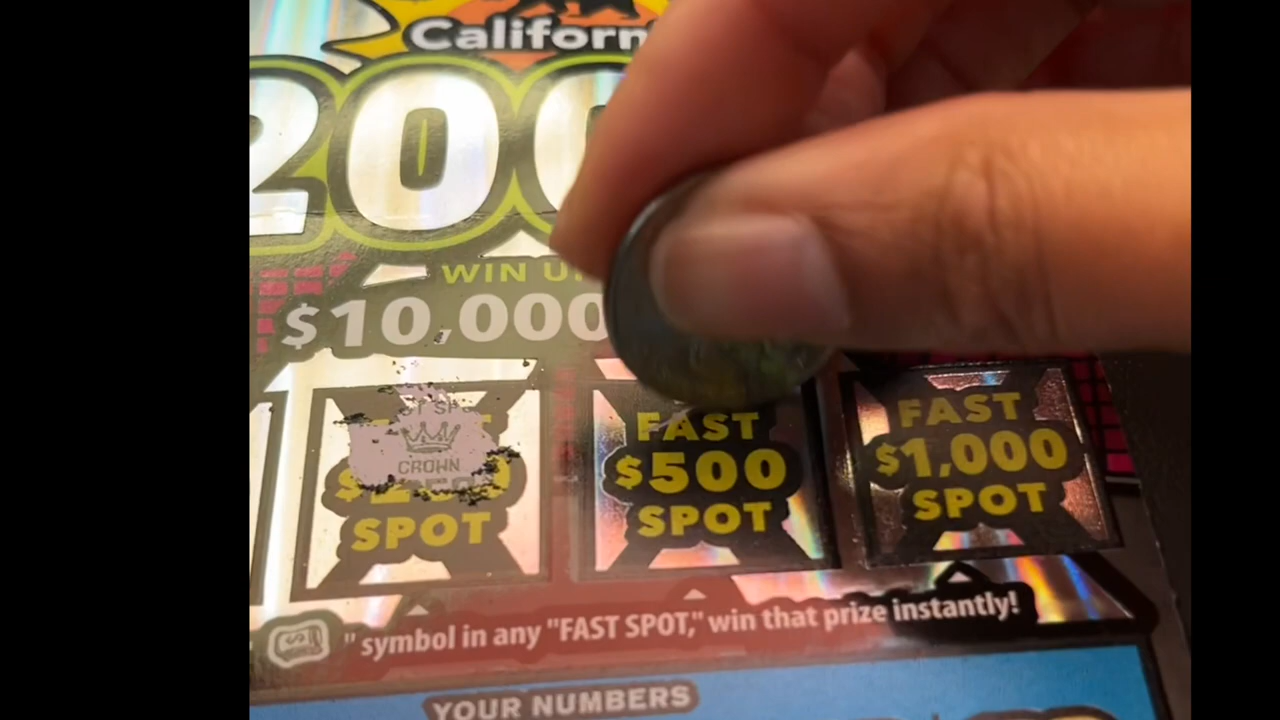 Californ
200
WIN U
$10,000
CROWN
SPOT
FAST
$500
SPOT
FAST
$1,000
SPOT
" symbol in any "FAST SPOT," win that prize instantly!
YOUR NUMBERS